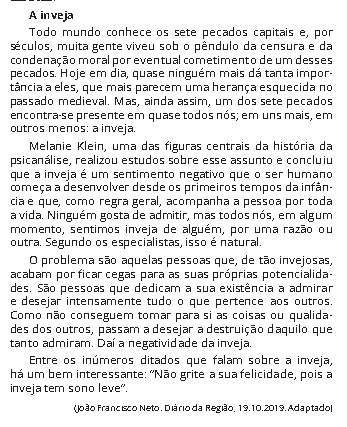 A inveja
Todo mundo conhece os sete pecados capitais e, por
séculos, muita gente viveu sob o pêndulo da censura e da
condenação moral por eventual cometimento de um desses
pecados. Hoje em dia, quase ninguém mais dá tanta impor-
tância a eles, que mais parecem uma herança esquecida no
passado medieval. Mas, ainda assim, um dos sete pecados
encontra-se presente em quase todos nós; em uns mais, em
outros menos: a inveja.
Melanie Klein, uma das figuras centrais da história da
psicanálise, realizou estudos sobre esse assunto e concluiu
que a inveja é um sentimento negativo que o ser humano
começa a desenvolver desde os primeiros tempos da infân-
cia e que, como regra geral, acompanha a pessoa por toda
a vida. Ninguém gosta de admitir, mas todos nós, em algum
momento, sentimos inveja de alguém, por uma razão ou
outra. Segundo os especialistas, isso é natural.
O problema são aquelas pessoas que, de tão invejosas,
acabam por ficar cegas para as suas próprias potencialida-
des. São pessoas que dedicam a sua existência a admirar
e desejar intensamente tudo o que pertence aos outros.
Como não conseguem tomar para si as coisas ou qualida-
des dos outros, passam a desejar a destruição daquilo que
tanto admiram. Daí a negatividade da inveja.
Entre os inúmeros ditados que falam sobre a inveja,
há um bem interessante: “Não grite a sua felicidade, pois a
inveja tem sono leve”.
(João Francisco Neto. Diário da Região, 19.10.2019. Adaptado)